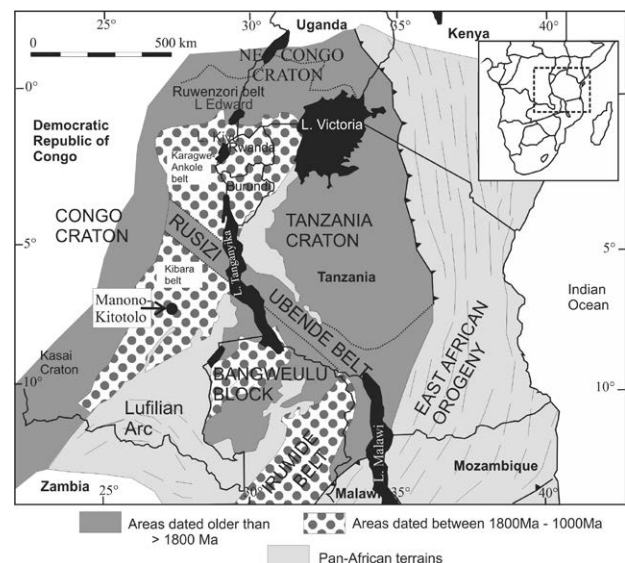 25°
30°
Uganda
35°
Kenya
40°
0
500 km
NE CONGO
CRATON
0°
Ruwenzori belt
L Edward
L. Victoria
Democratic
Republic of
Congo
Rwanda
Karagwe-
Ankole
belt
Burundi
CONGO
CRATON
RUSIZI
TANZANIA
CRATON
5°
5°
L. Tanganyika
Tanzania
Kibara
belt
UBENDE BELT
Indian
Ocean
Manono-
Kitotolo
Kasai
Craton
BANGWEULU
BLOCK
EAST AFRICAN
OROGENY
10°
10°
Lufilian
Arc
IRUMIDE
BELT
L. Malawi
Mozambique
Zambia
25°
30°
Malawi
35°
40°
Areas dated older than
> 1800 Ma
Areas dated between 1800Ma - 1000Ma
Pan-African terrains